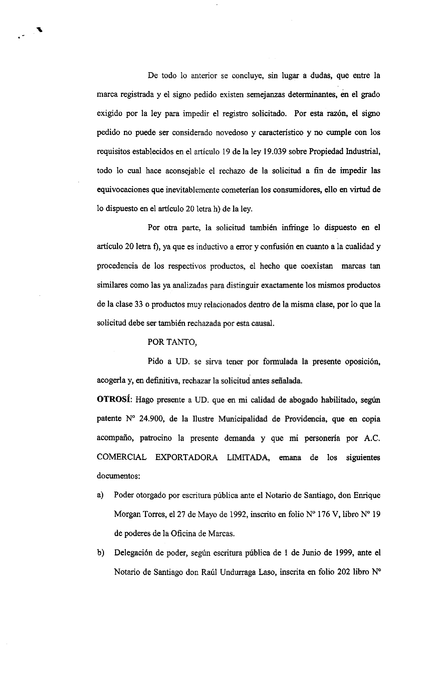 De todo lo anterior se concluye, sin lugar a dudas, que entre la
marca registrada y el signo pedido existen semejanzas determinantes, en el grado
exigido por la ley para impedir el registro solicitado. Por esta razón, el signo
pedido no puede ser considerado novedoso y característico y no cumple con los
requisitos establecidos en el artículo 19 de la ley 19.039 sobre Propiedad Industrial,
todo lo cual hace aconsejable el rechazo de la solicitud a fin de impedir las
equivocaciones que inevitablemente cometerían los consumidores, ello en virtud de
lo dispuesto en el artículo 20 letra h) de la ley.
Por otra parte, la solicitud también infringe lo dispuesto en el
artículo 20 letra f), ya que es inductivo a error y confusión en cuanto a la cualidad y
procedencia de los respectivos productos, el hecho que coexistan marcas tan
similares como las ya analizadas para distinguir exactamente los mismos productos
de la clase 33 o productos muy relacionados dentro de la misma clase, por lo que la
solicitud debe ser también rechazada por esta causal.
POR TANTO,
Pido a UD. se sirva tener por formulada la presente oposición,
acogerla y, en definitiva, rechazar la solicitud antes señalada.
OTROSÍ: Hago presente a UD. que en mi calidad de abogado habilitado, según
patente Nº 24.900, de la Ilustre Municipalidad de Providencia, que en copia
acompaño, patrocino la presente demanda y que mi personería por A.C.
COMERCIAL EXPORTADORA LIMITADA, emana de los siguientes
documentos:
a) Poder otorgado por escritura pública ante el Notario de Santiago, don Enrique
Morgan Torres, el 27 de Mayo de 1992, inscrito en folio Nº 176 V, libro Nº 19
de poderes de la Oficina de Marcas.
b) Delegación de poder, según escritura pública de 1 de Junio de 1999, ante el
Notario de Santiago don Raúl Undurraga Laso, inscrita en folio 202 libro Nº